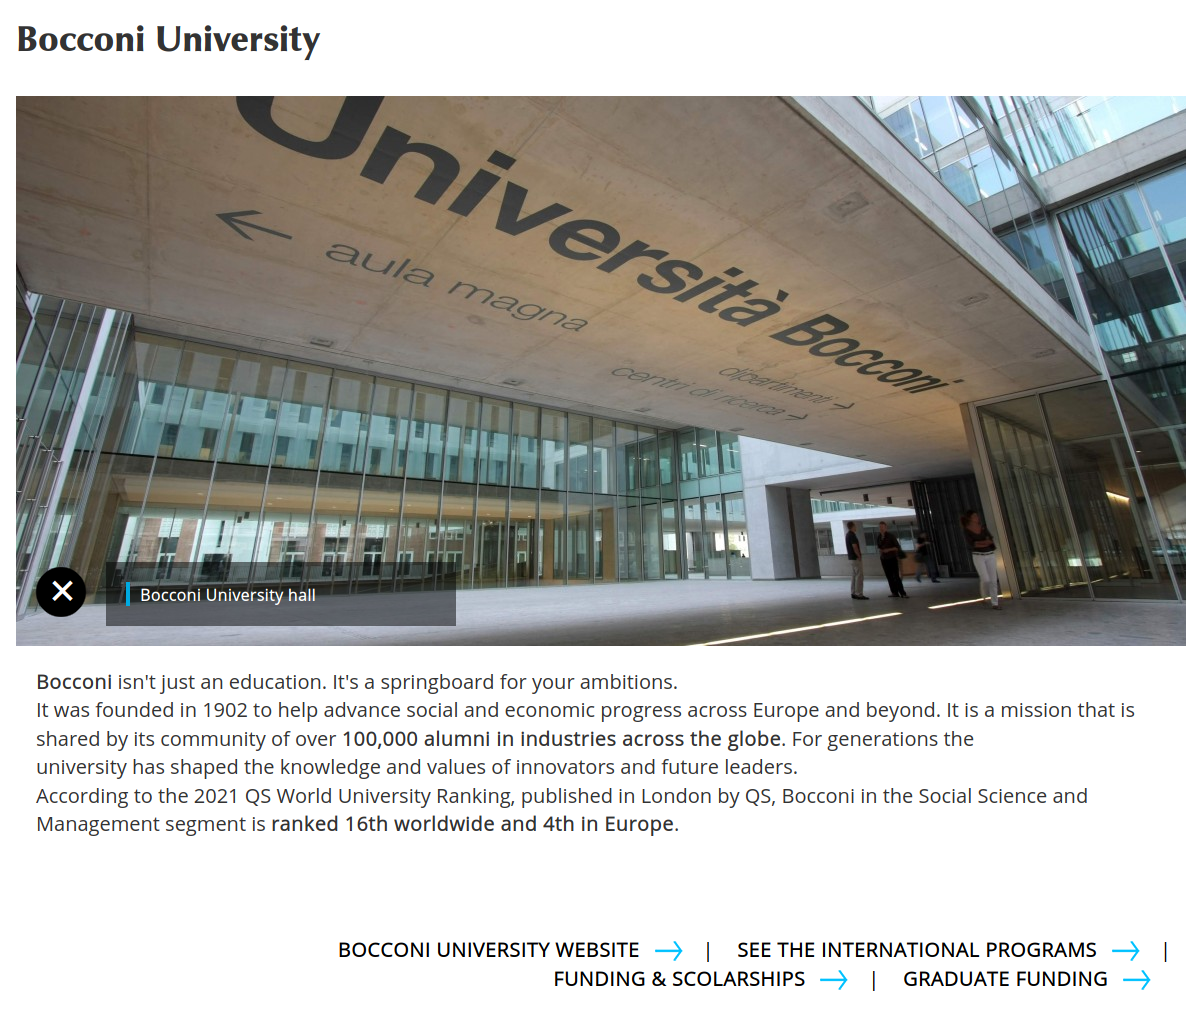 Bocconi University
Università Bocconi
← aula magna
dipartimenti →
centri di ricerca →
Bocconi University hall
Bocconi isn't just an education. It's a springboard for your ambitions.
It was founded in 1902 to help advance social and economic progress across Europe and beyond. It is a mission that is
shared by its community of over 100,000 alumni in industries across the globe. For generations the
university has shaped the knowledge and values of innovators and future leaders.
According to the 2021 QS World University Ranking, published in London by QS, Bocconi in the Social Science and
Management segment is ranked 16th worldwide and 4th in Europe.
BOCCONI UNIVERSITY WEBSITE → | SEE THE INTERNATIONAL PROGRAMS → |
FUNDING & SCOLARSHIPS → | GRADUATE FUNDING →